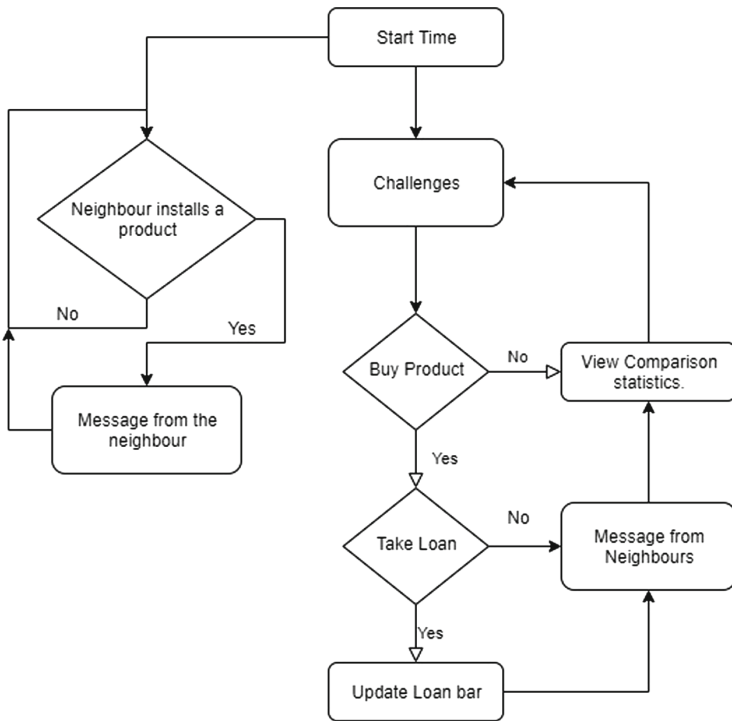 Start Time
Challenges
Neighbour installs a
product
No
Yes
Message from the
neighbour
Buy Product
No
View Comparison
statistics.
Yes
Take Loan
No
Message from
Neighbours
Yes
Update Loan bar